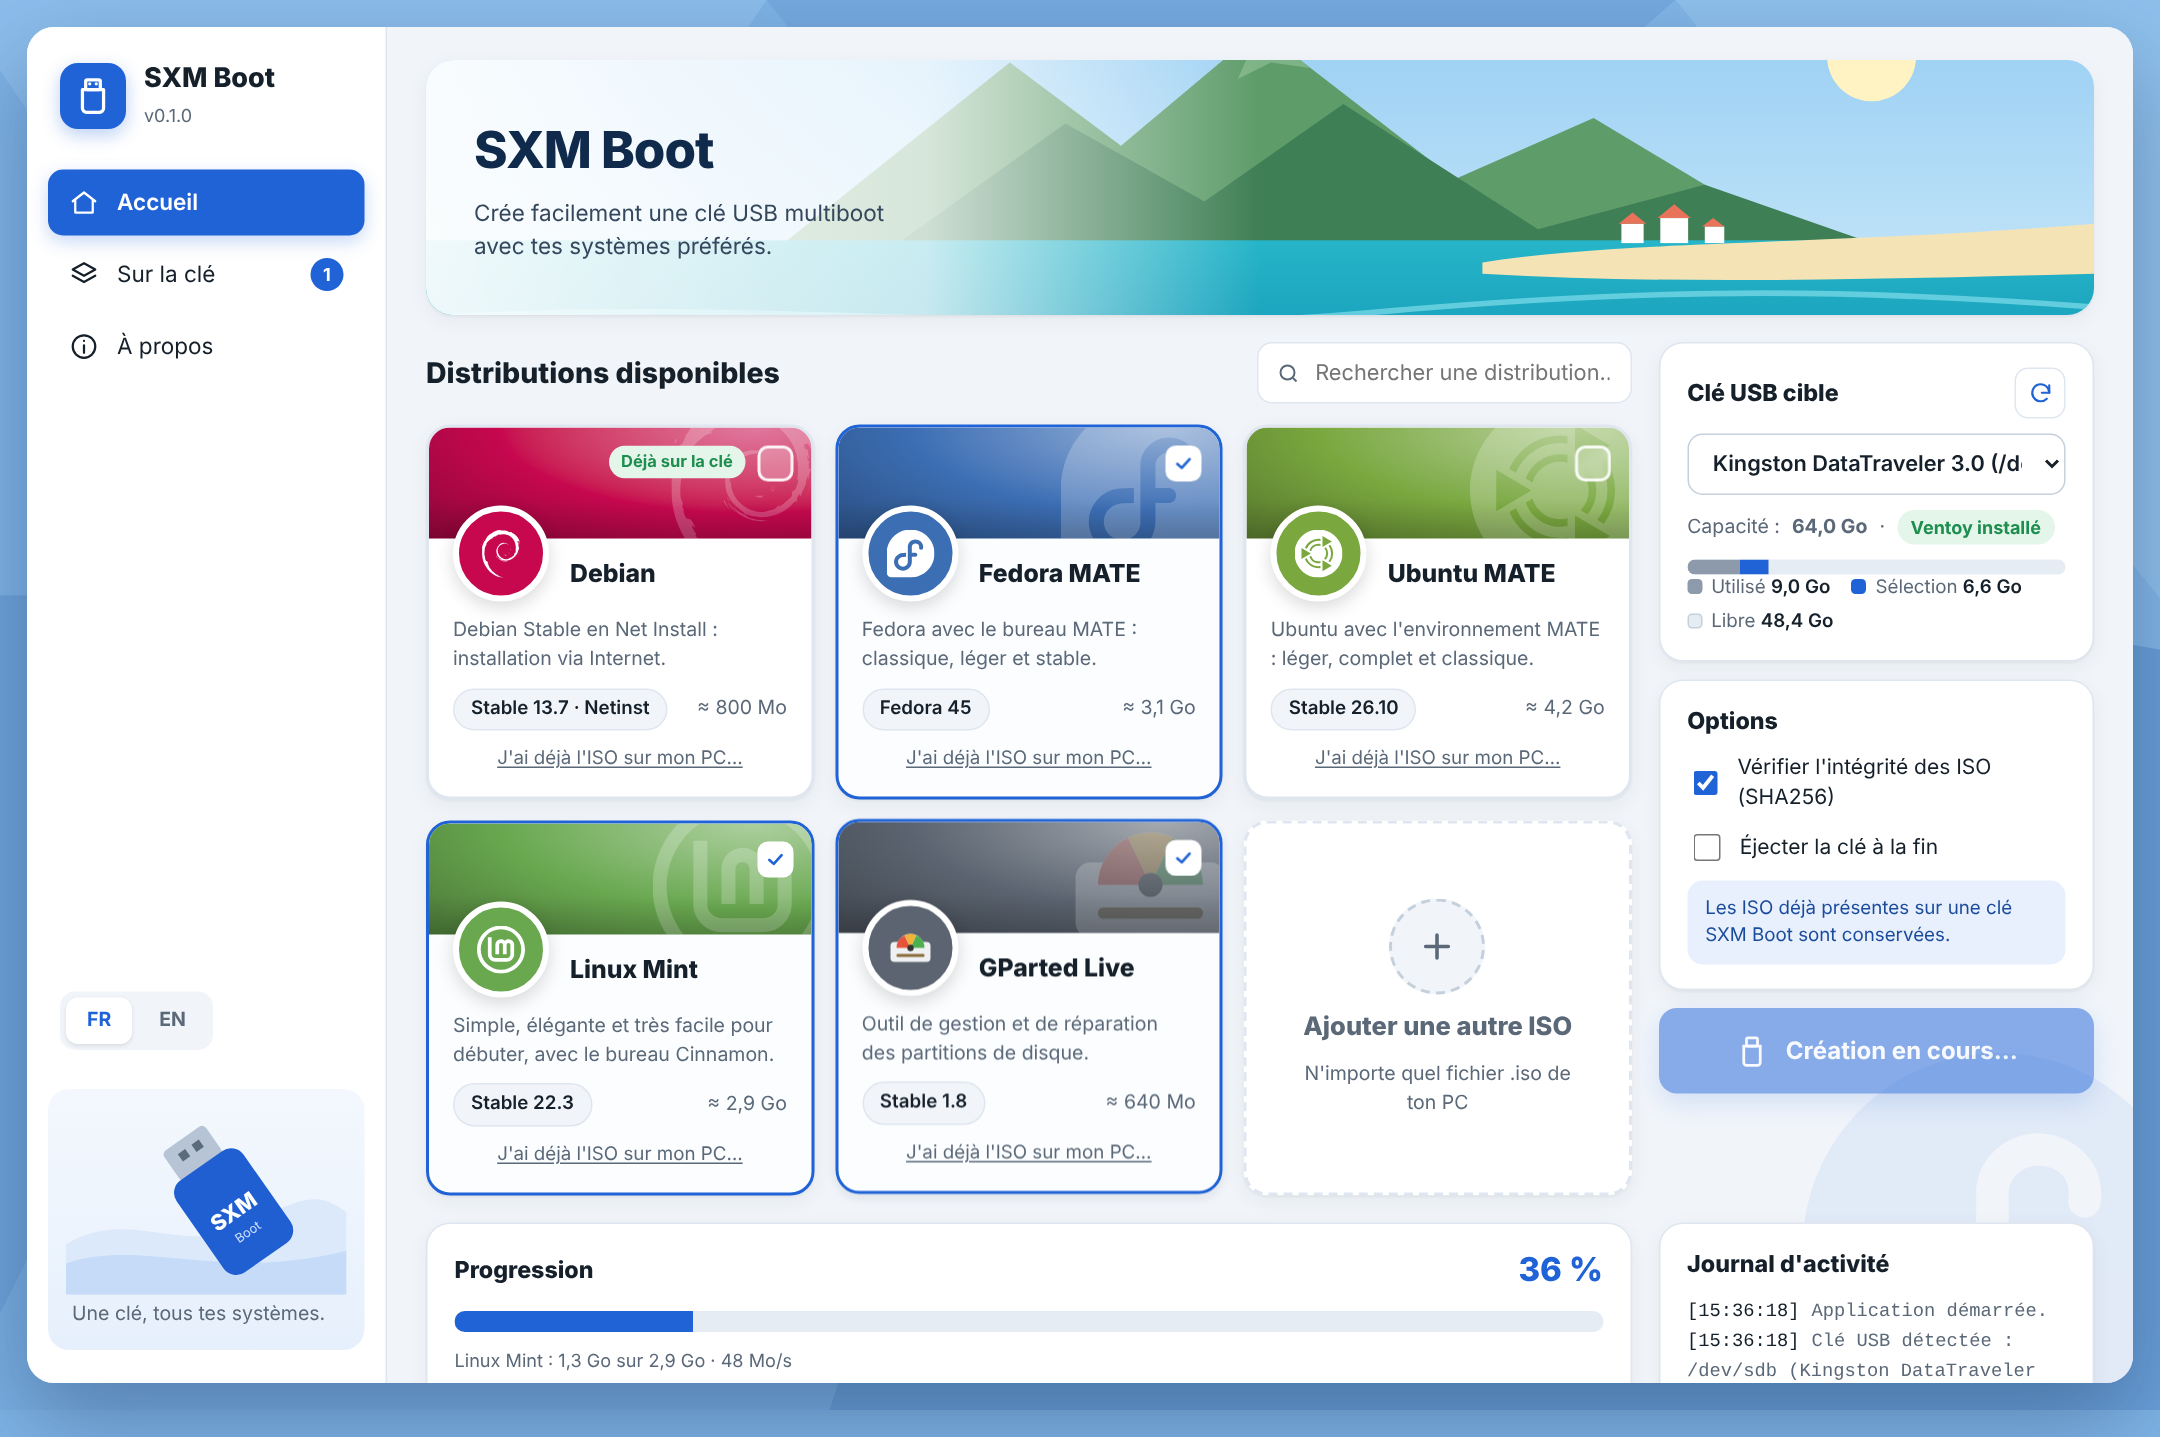 SXM Boot
v0.1.0
Accueil
Sur la clé
1
À propos
FR
EN
SXM
Boot
Une clé, tous tes systèmes.
SXM Boot
Crée facilement une clé USB multiboot
avec tes systèmes préférés.
Distributions disponibles
Rechercher une distribution..
Déjà sur la clé
Debian
Debian Stable en Net Install :
installation via Internet.
Stable 13.7 · Netinst
≈ 800 Mo
J'ai déjà l'ISO sur mon PC...
Fedora MATE
Fedora avec le bureau MATE :
classique, léger et stable.
Fedora 45
≈ 3,1 Go
J'ai déjà l'ISO sur mon PC...
Ubuntu MATE
Ubuntu avec l'environnement MATE
: léger, complet et classique.
Stable 26.10
≈ 4,2 Go
J'ai déjà l'ISO sur mon PC...
Linux Mint
Simple, élégante et très facile pour
débuter, avec le bureau Cinnamon.
Stable 22.3
≈ 2,9 Go
J'ai déjà l'ISO sur mon PC...
GParted Live
Outil de gestion et de réparation
des partitions de disque.
Stable 1.8
≈ 640 Mo
J'ai déjà l'ISO sur mon PC...
Ajouter une autre ISO
N'importe quel fichier .iso de
ton PC
Progression
36 %
Linux Mint : 1,3 Go sur 2,9 Go · 48 Mo/s
Clé USB cible
Kingston DataTraveler 3.0 (/d
Capacité : 64,0 Go · Ventoy installé
Utilisé 9,0 Go Sélection 6,6 Go
Libre 48,4 Go
Options
Vérifier l'intégrité des ISO
(SHA256)
Éjecter la clé à la fin
Les ISO déjà présentes sur une clé
SXM Boot sont conservées.
Création en cours...
Journal d'activité
[15:36:18] Application démarrée.
[15:36:18] Clé USB détectée :
/dev/sdb (Kingston DataTraveler